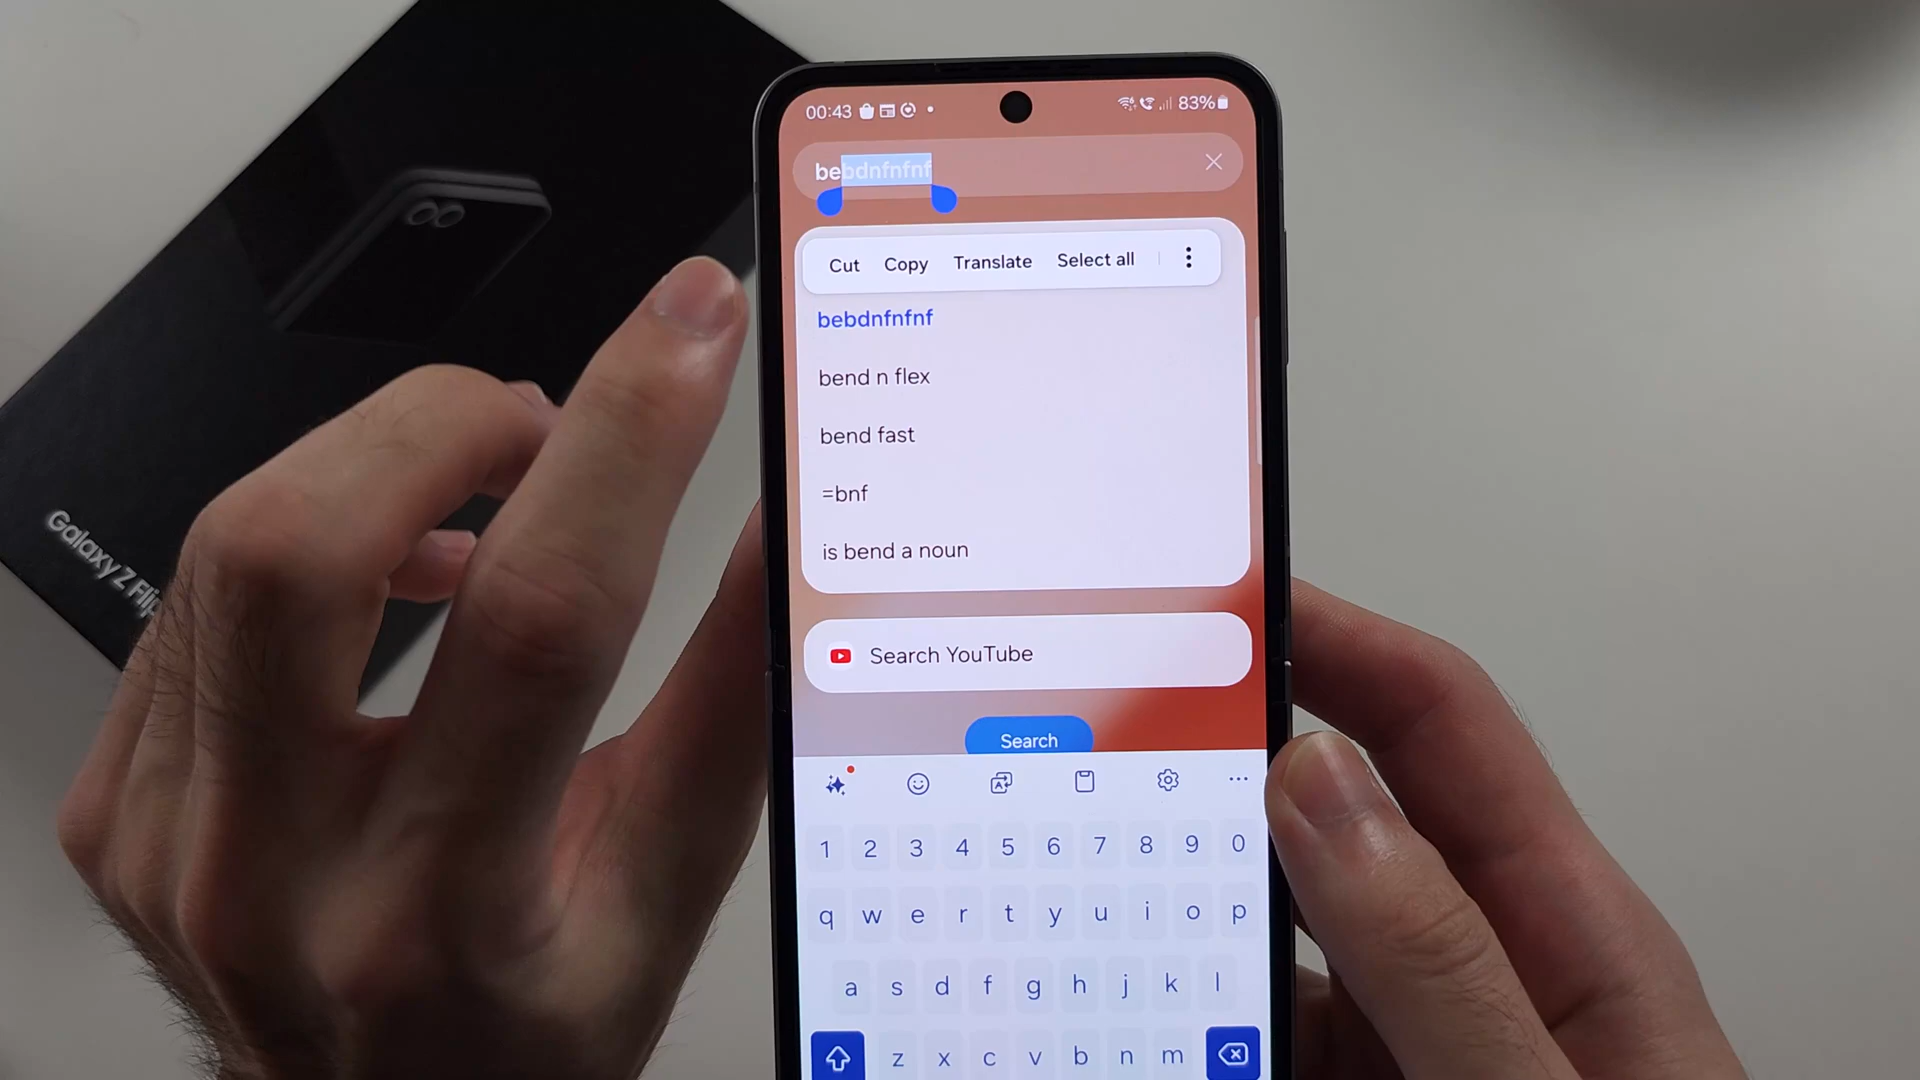 00:43
83%
bebdnfnfnf
Cut Copy Translate Select all
bebdnfnfnf
bend n flex
bend fast
=bnf
is bend a noun
Search YouTube
Search
1 2 3 4 5 6 7 8 9 0
q w e r t y u i o p
a s d f g h j k l
z x c v b n m
Galaxy Z Flip